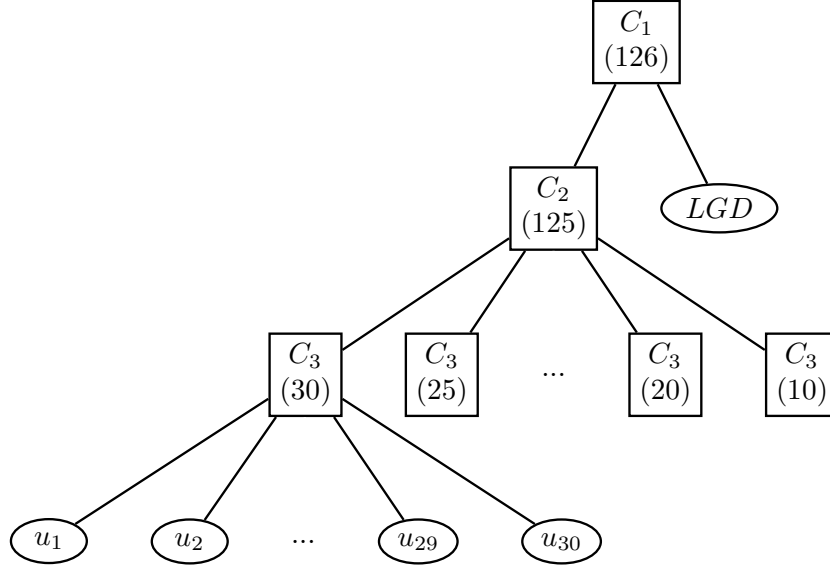 C₁
(126)
C₂
(125)
LGD
C₃
(30)
C₃
(25)
...
C₃
(20)
C₃
(10)
u₁
u₂
...
u₂₉
u₃₀